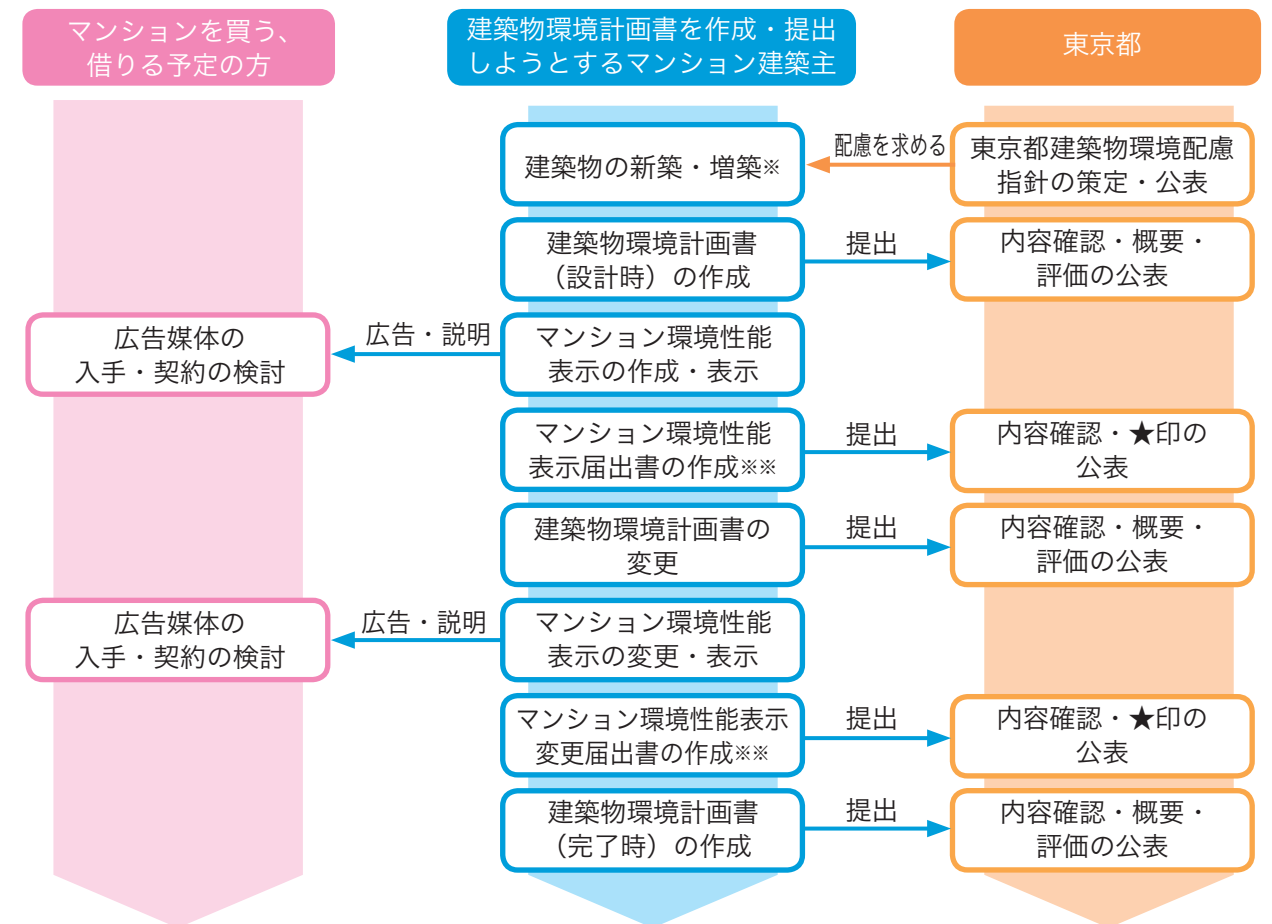 マンションを買う、
借りる予定の方
建築物環境計画書を作成・提出
しようとするマンション建築主
東京都
建築物の新築・増築※
配慮を求める
東京都建築物環境配慮
指針の策定・公表
建築物環境計画書
（設計時）の作成
提出
内容確認・概要・
評価の公表
広告媒体の
入手・契約の検討
広告・説明
マンション環境性能
表示の作成・表示
マンション環境性能
表示届出書の作成※※
提出
内容確認・★印の
公表
建築物環境計画書の
変更
提出
内容確認・概要・
評価の公表
広告媒体の
入手・契約の検討
広告・説明
マンション環境性能
表示の変更・表示
マンション環境性能表示
変更届出書の作成※※
提出
内容確認・★印の
公表
建築物環境計画書
（完了時）の作成
提出
内容確認・概要・
評価の公表